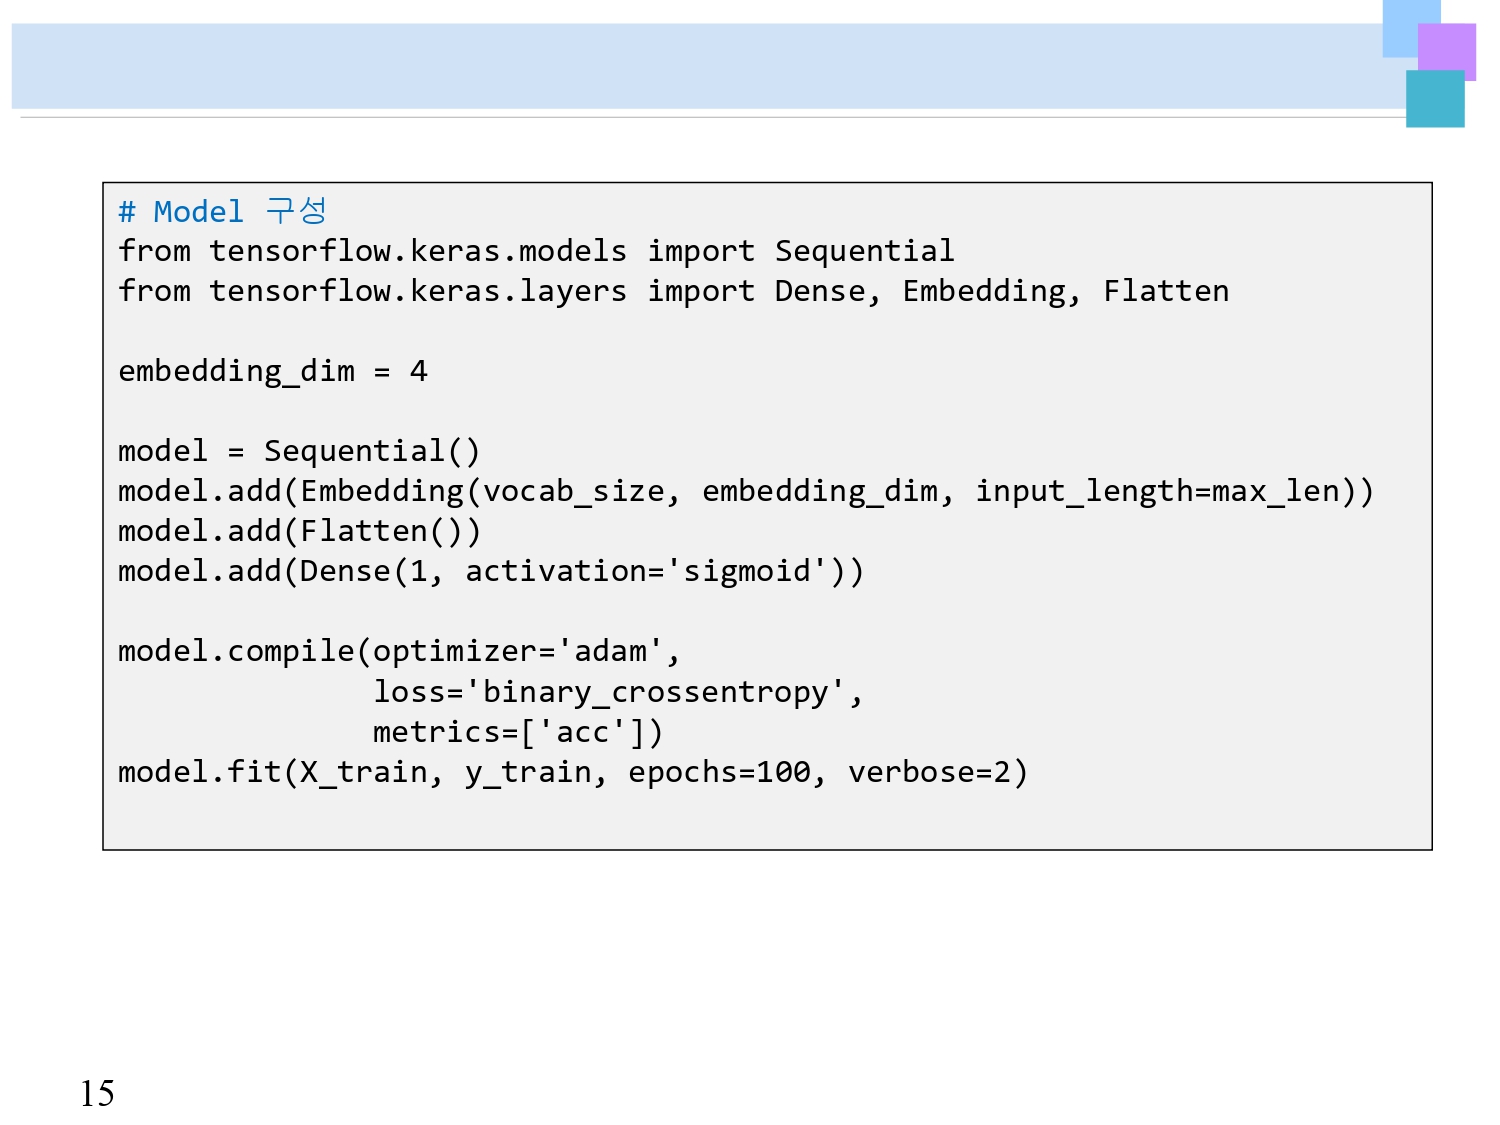 # Model 구성
from tensorflow.keras.models import Sequential
from tensorflow.keras.layers import Dense, Embedding, Flatten
embedding_dim = 4
model = Sequential()
model.add(Embedding(vocab_size, embedding_dim, input_length=max_len))
model.add(Flatten())
model.add(Dense(1, activation='sigmoid'))
model.compile(optimizer='adam',
              loss='binary_crossentropy',
              metrics=['acc'])
model.fit(X_train, y_train, epochs=100, verbose=2)
15